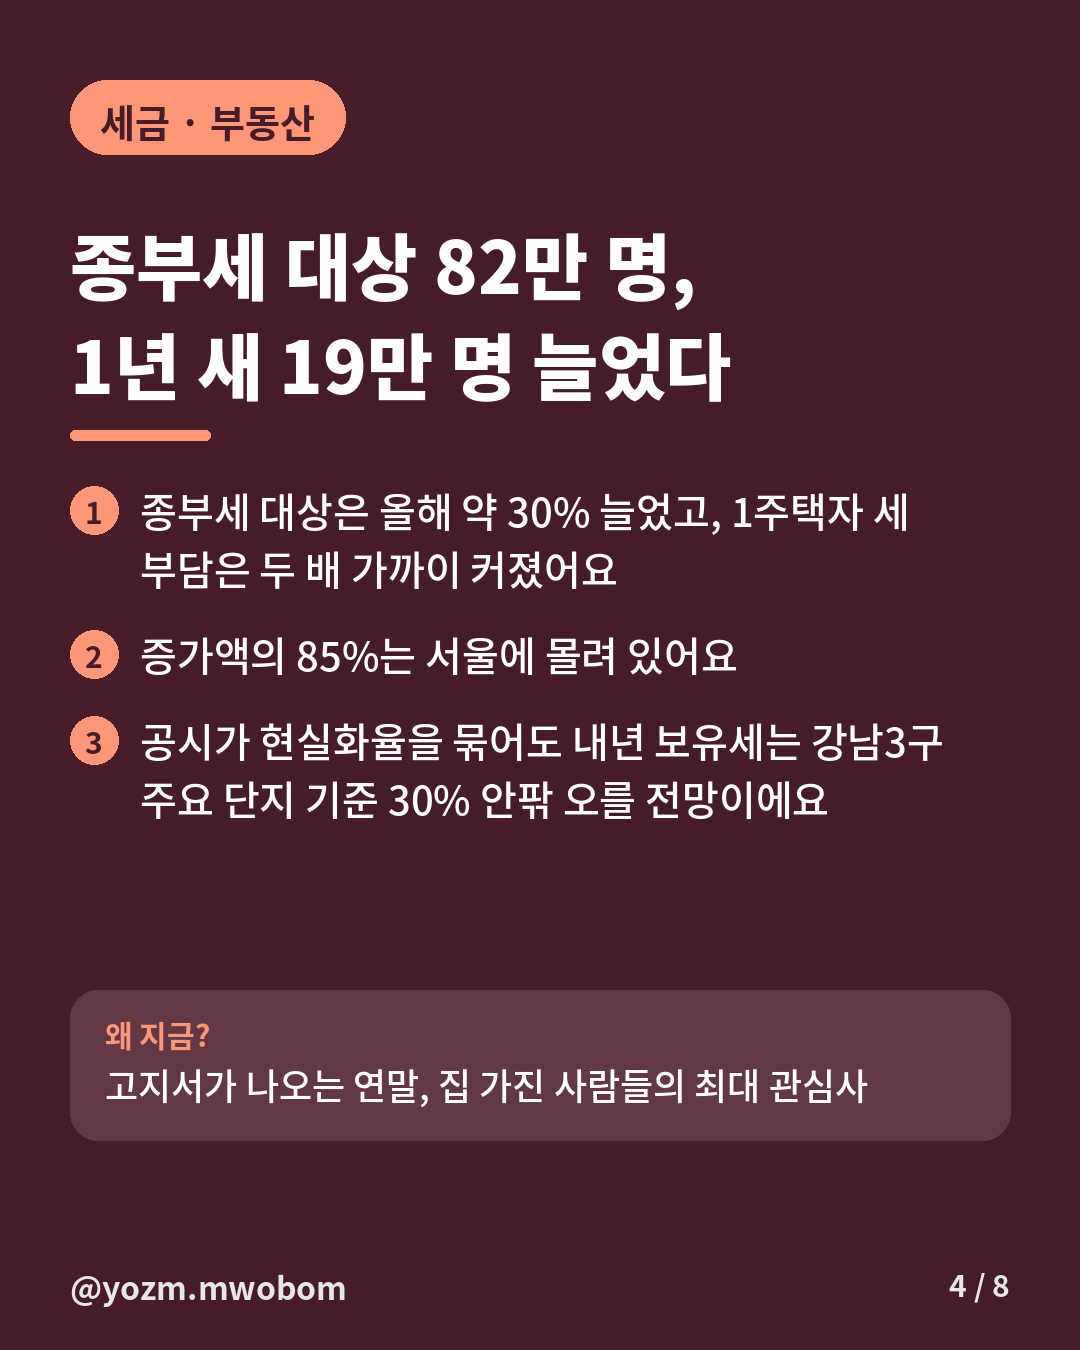 세금 · 부동산
종부세 대상 82만 명,
1년 새 19만 명 늘었다
1 종부세 대상은 올해 약 30% 늘었고, 1주택자 세
부담은 두 배 가까이 커졌어요
2 증가액의 85%는 서울에 몰려 있어요
3 공시가 현실화율을 묶어도 내년 보유세는 강남3구
주요 단지 기준 30% 안팎 오를 전망이에요
왜 지금?
고지서가 나오는 연말, 집 가진 사람들의 최대 관심사
@yozm.mwobom
4 / 8